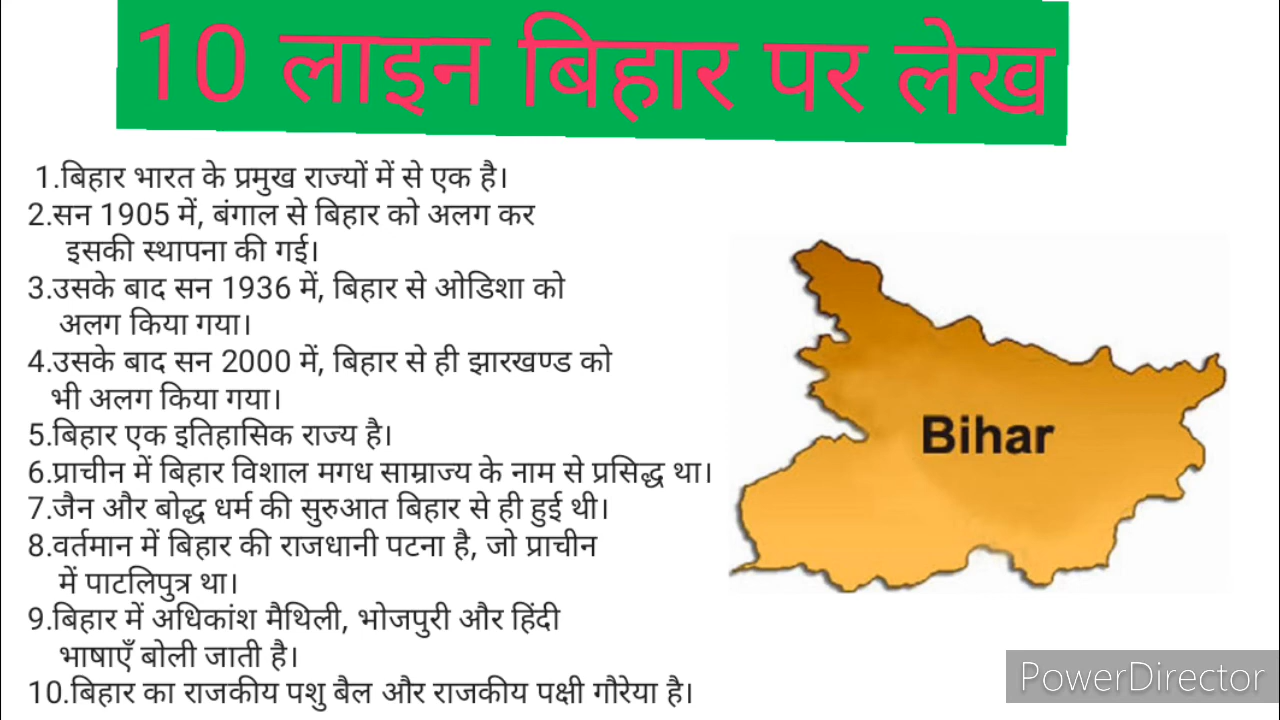 10 लाइन बिहार पर लेख
1.बिहार भारत के प्रमुख राज्यों में से एक है।
2.सन 1905 में, बंगाल से बिहार को अलग कर
इसकी स्थापना की गई।
3.उसके बाद सन 1936 में, बिहार से ओडिशा को
अलग किया गया।
4.उसके बाद सन 2000 में, बिहार से ही झारखण्ड को
भी अलग किया गया।
5.बिहार एक इतिहासिक राज्य है।
6.प्राचीन में बिहार विशाल मगध साम्राज्य के नाम से प्रसिद्ध था।
7.जैन और बोद्ध धर्म की सुरुआत बिहार से ही हुई थी।
8.वर्तमान में बिहार की राजधानी पटना है, जो प्राचीन
में पाटलिपुत्र था।
9.बिहार में अधिकांश मैथिली, भोजपुरी और हिंदी
भाषाएँ बोली जाती है।
10.बिहार का राजकीय पशु बैल और राजकीय पक्षी गौरेया है।
Bihar
PowerDirector